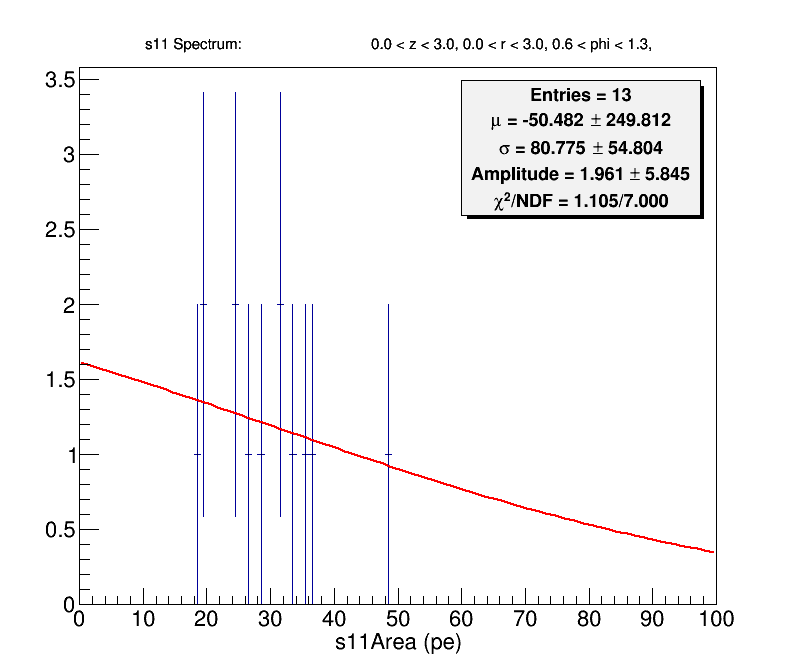 s11 Spectrum: 0.0 < z < 3.0, 0.0 < r < 3.0, 0.6 < phi < 1.3,
Entries = 13
μ = -50.482 ± 249.812
σ = 80.775 ± 54.804
Amplitude = 1.961 ± 5.845
χ²/NDF = 1.105/7.000
3.5
3
2.5
2
1.5
1
0.5
0
0 10 20 30 40 50 60 70 80 90 100
s11Area (pe)